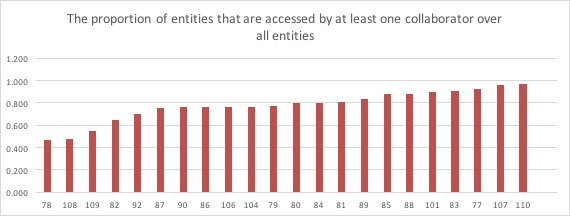 The proportion of entities that are accessed by at least one collaborator over
all entities
1.200
1.000
0.800
0.600
0.400
0.200
0.000
78 108 109 82 92 87 90 86 106 104 79 80 84 81 89 85 88 101 83 77 107 110